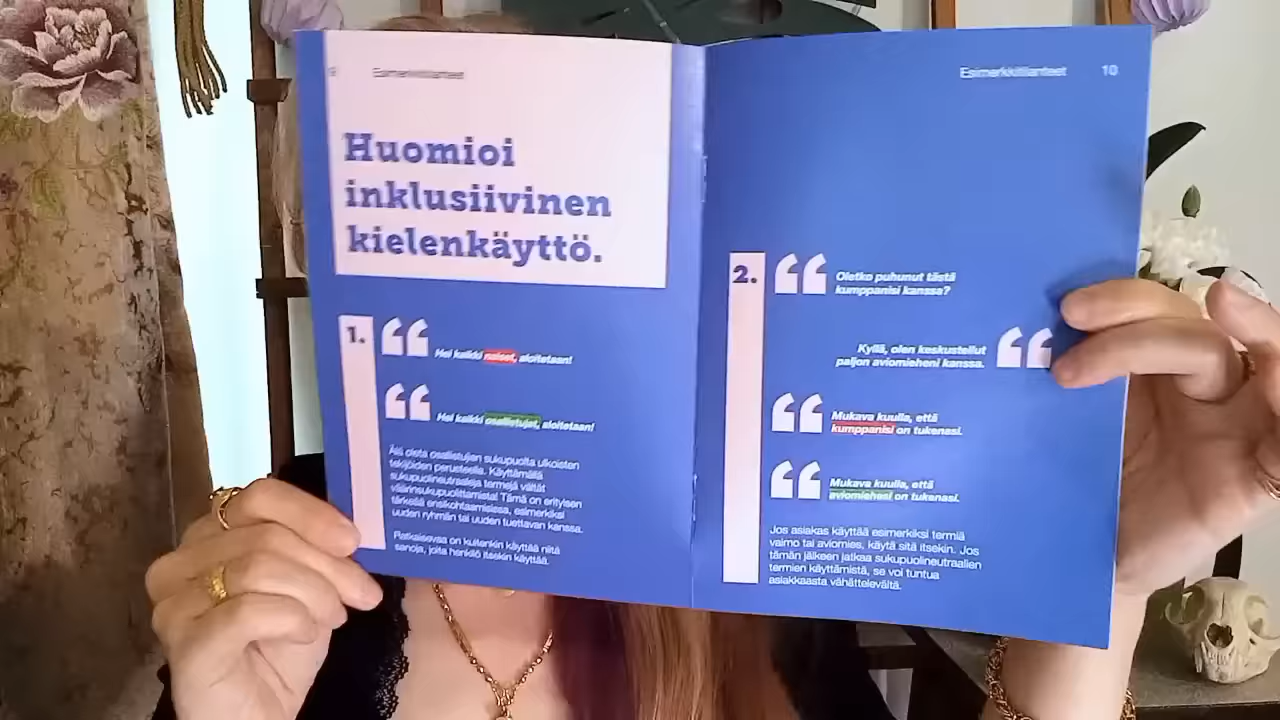 9 Esimerkkitilanteet
Huomioi
inklusiivinen
kielenkäyttö.
1.
Hei kaikki naiset, aloitetaan!
Hei kaikki osallistujat, aloitetaan!
Älä oleta osallistujan sukupuolta ulkoisten
tekijöiden perusteella. Käyttämällä
sukupuolineutraaleja termejä vältät
väärinsukupuolittamista! Tämä on erityisen
tärkeää ensikohtaamisissa, esimerkiksi
uuden ryhmän tai uuden tuettavan kanssa.
Ratkaisevaa on kuitenkin käyttää niitä
sanoja, joita henkilö itsekin käyttää.
Esimerkkitilanteet 10
2.
Oletko puhunut tästä
kumppanisi kanssa?
Kyllä, olen keskustellut
paljon aviomieheni kanssa.
Mukava kuulla, että
kumppanisi on tukenasi.
Mukava kuulla, että
aviomiehesi on tukenasi.
Jos asiakas käyttää esimerkiksi termiä
vaimo tai aviomies, käytä sitä itsekin. Jos
tämän jälkeen jatkaa sukupuolineutraalien
termien käyttämistä, se voi tuntua
asiakkaasta vähättelevältä.